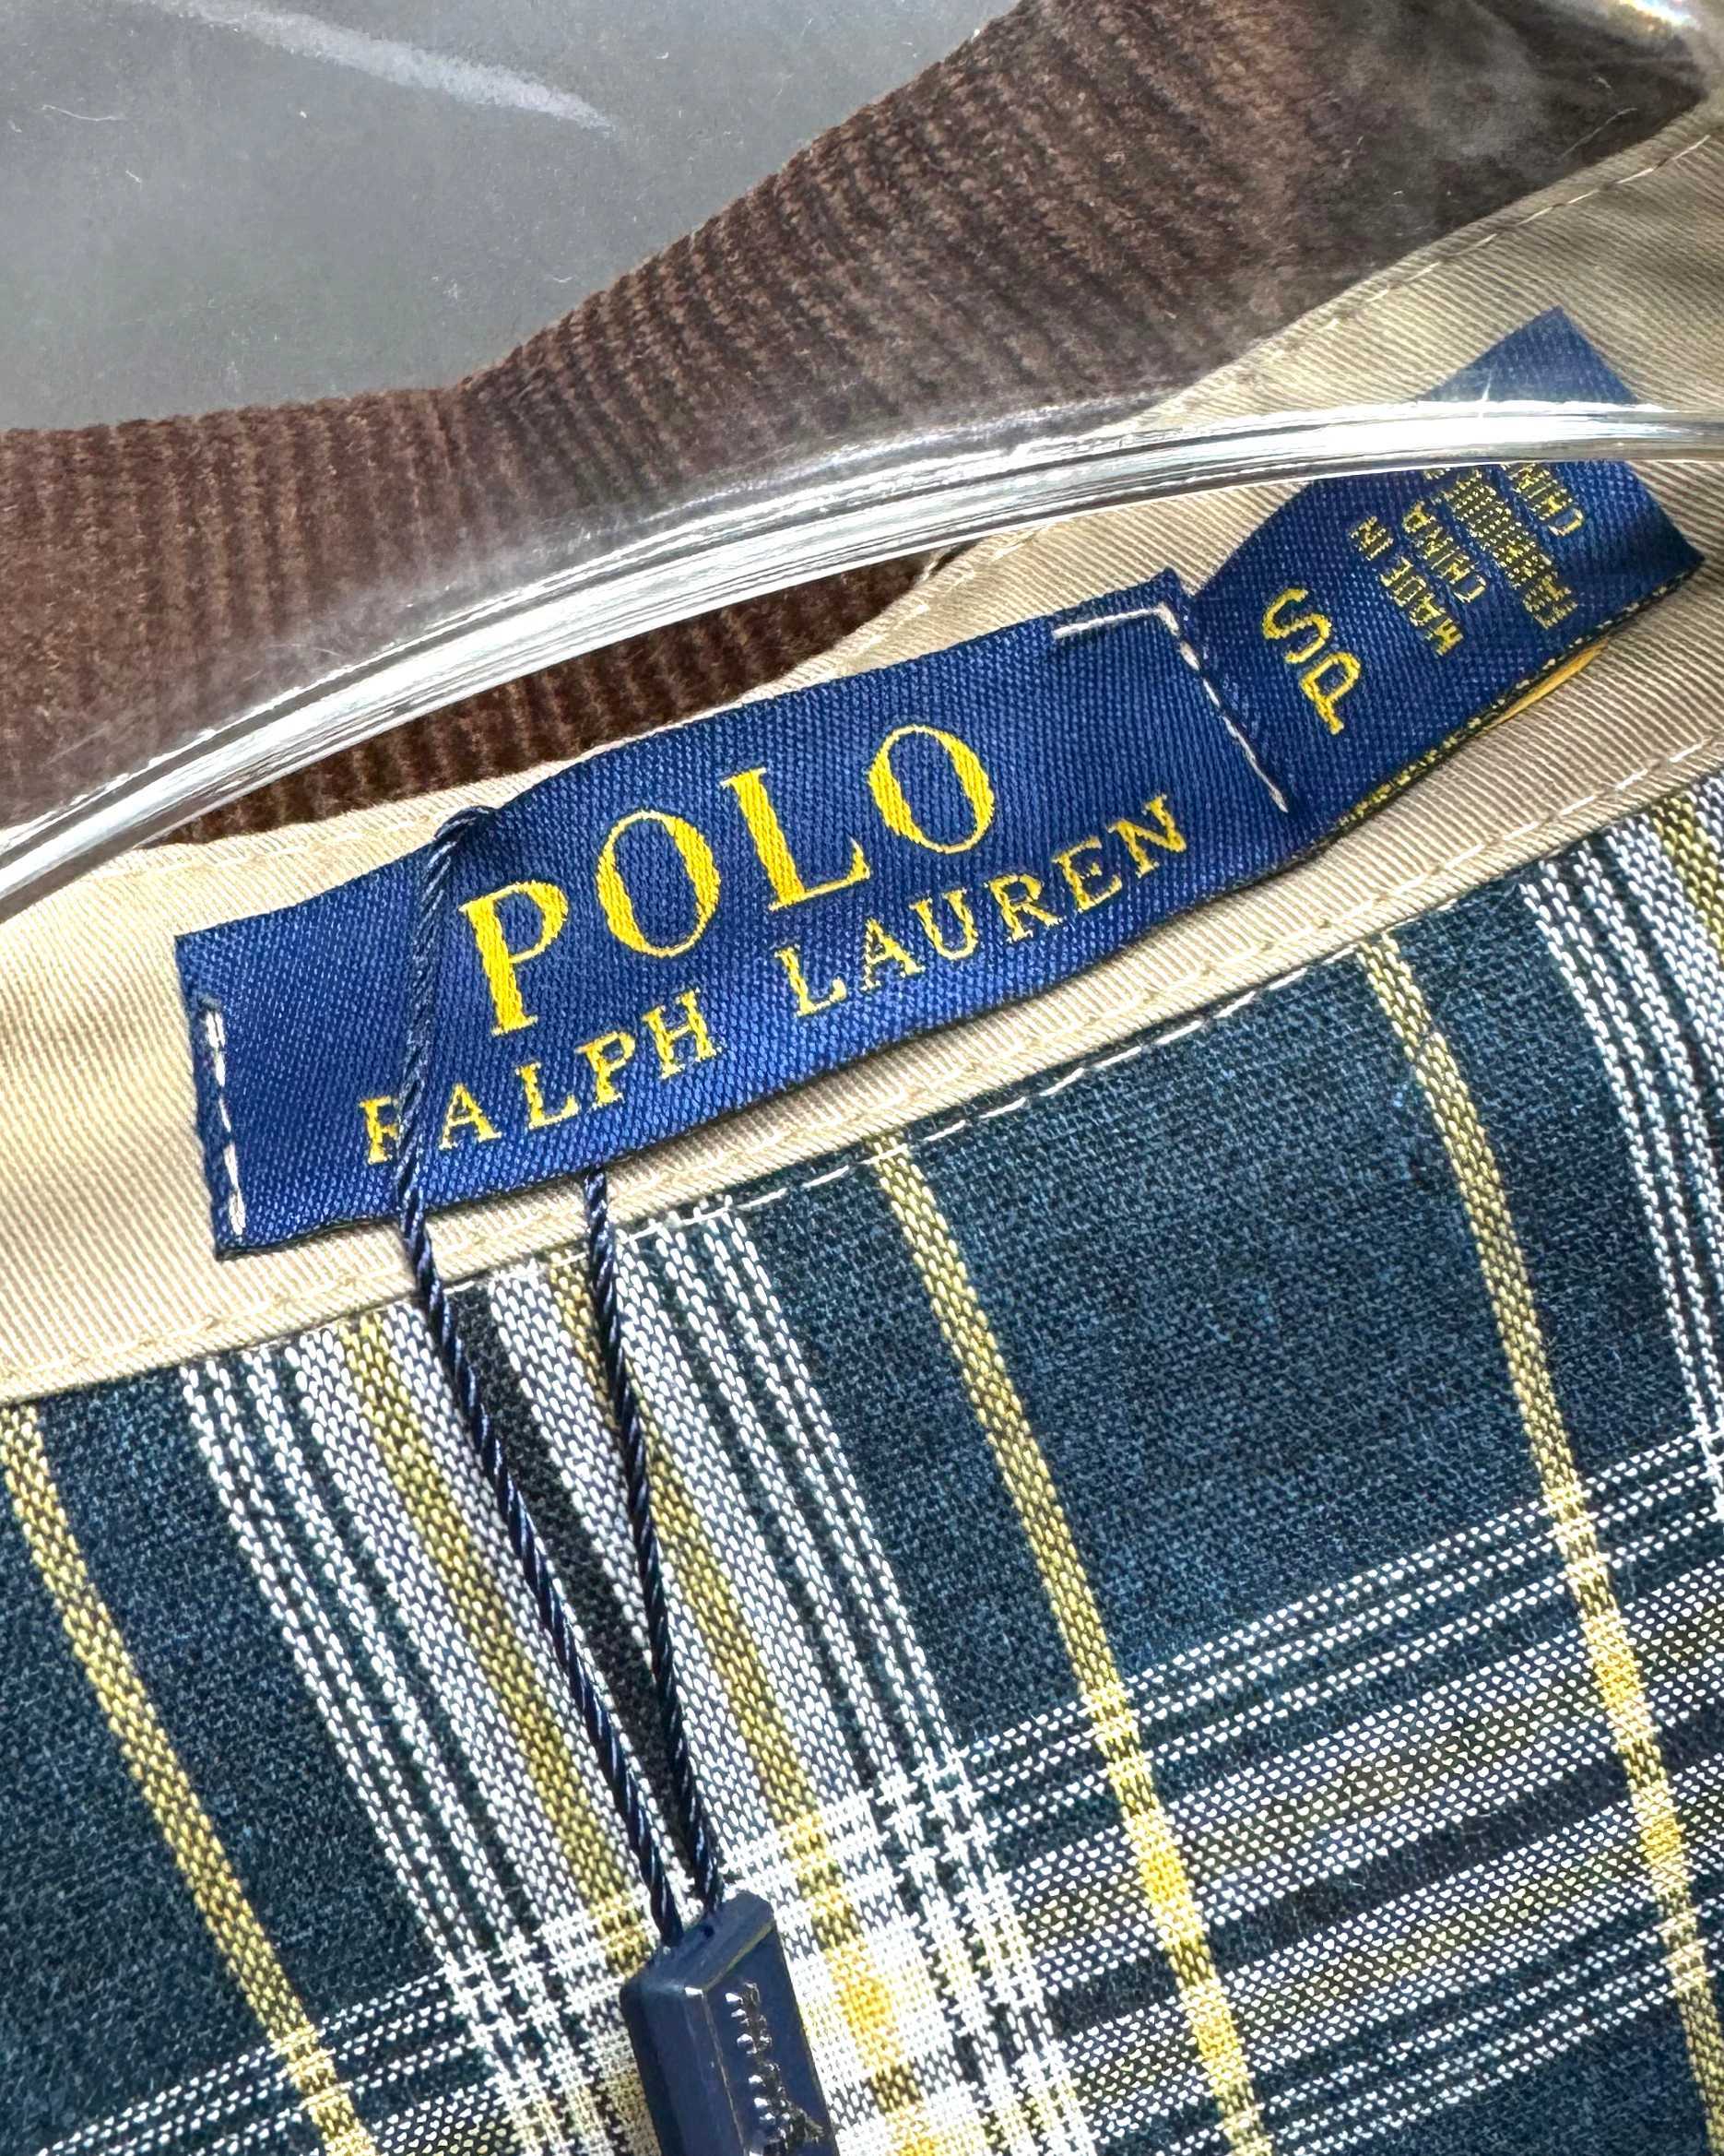 POLO
RALPH LAUREN
SP
MADE IN
CHINA